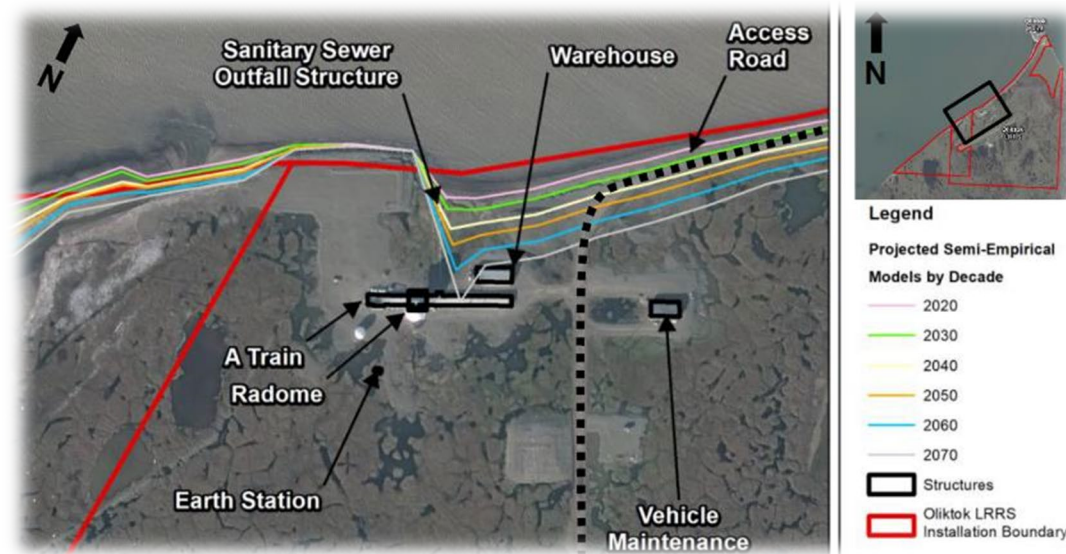 N
Sanitary Sewer
Outfall Structure
Warehouse
Access
Road
A Train
Radome
Earth Station
Vehicle
Maintenance
N
Legend
Projected Semi-Empirical
Models by Decade
2020
2030
2040
2050
2060
2070
Structures
Oliktok LRRS
Installation Boundary